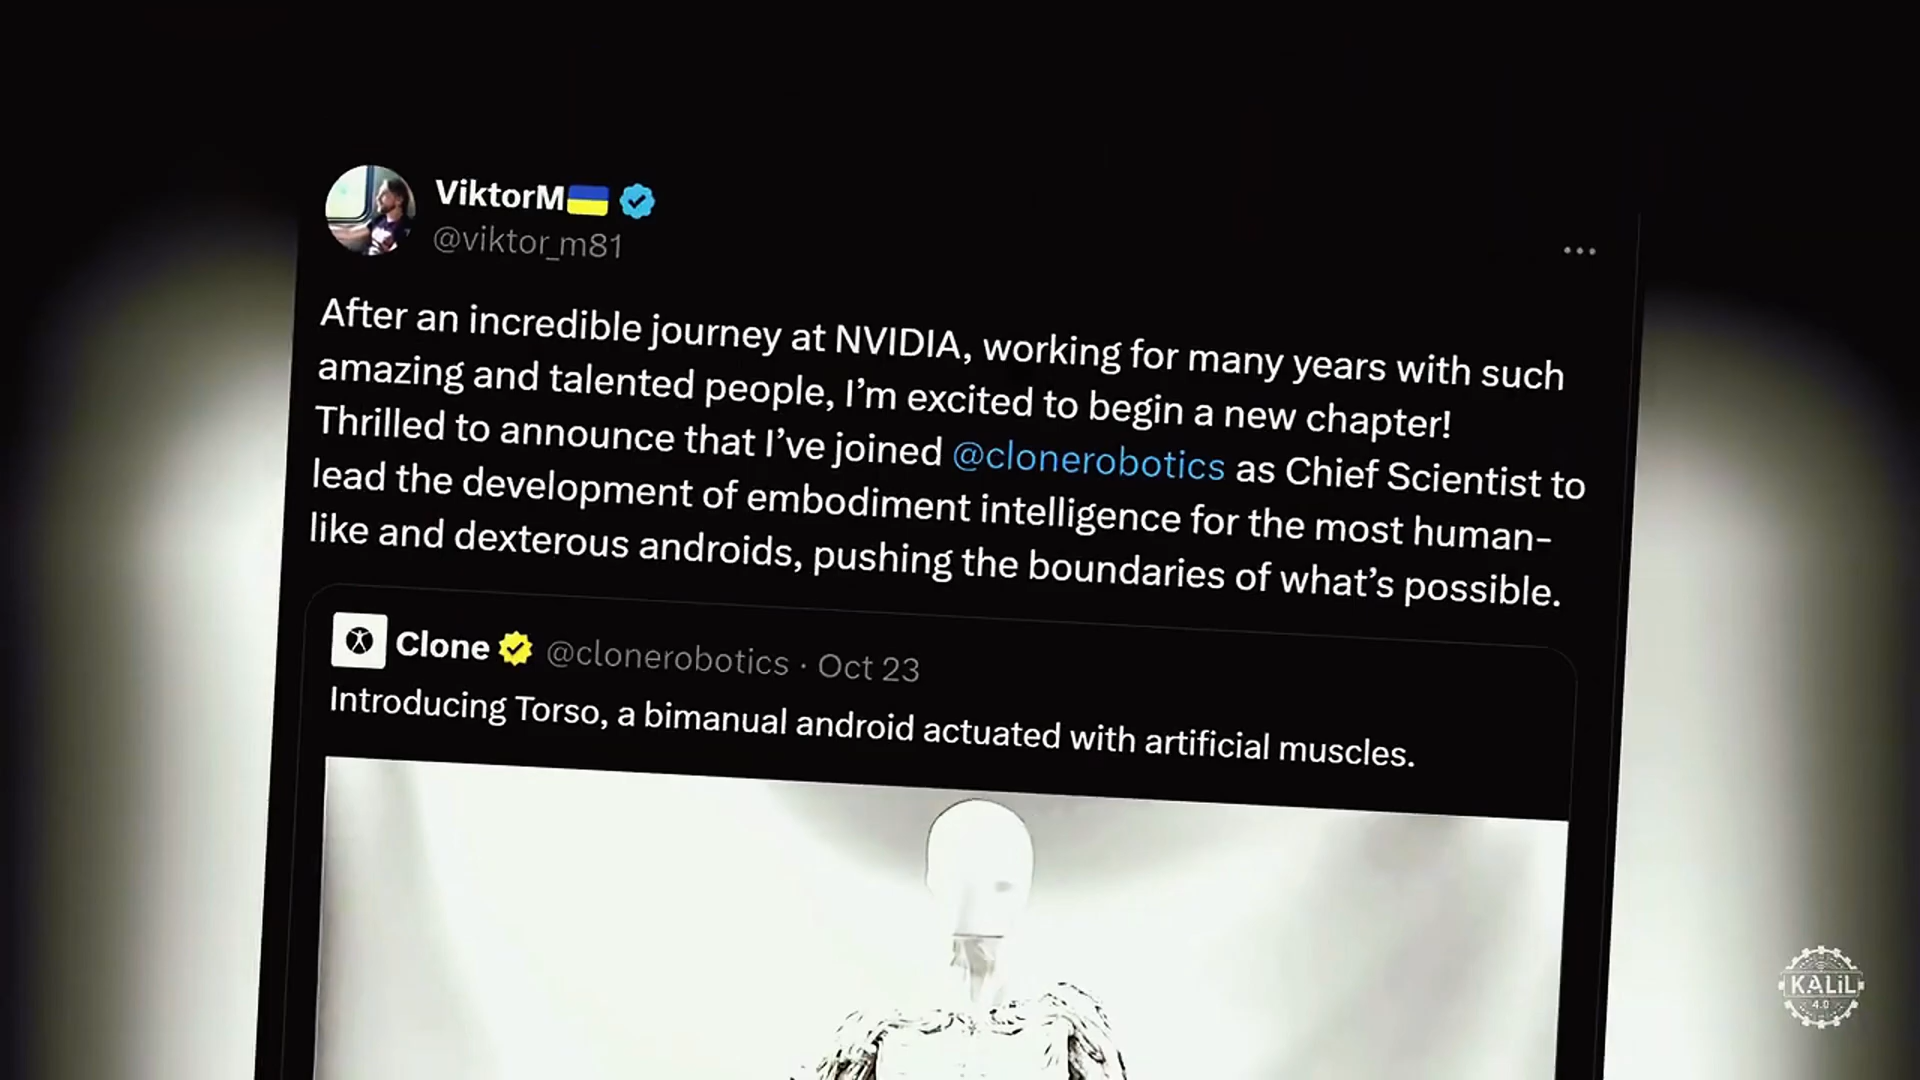 ViktorM🇺🇦
@viktor_m81
After an incredible journey at NVIDIA, working for many years with such
amazing and talented people, I’m excited to begin a new chapter!
Thrilled to announce that I’ve joined @clonerobotics as Chief Scientist to
lead the development of embodiment intelligence for the most human-
like and dexterous androids, pushing the boundaries of what’s possible.
Clone @clonerobotics · Oct 23
Introducing Torso, a bimanual android actuated with artificial muscles.
KALiL
4.0